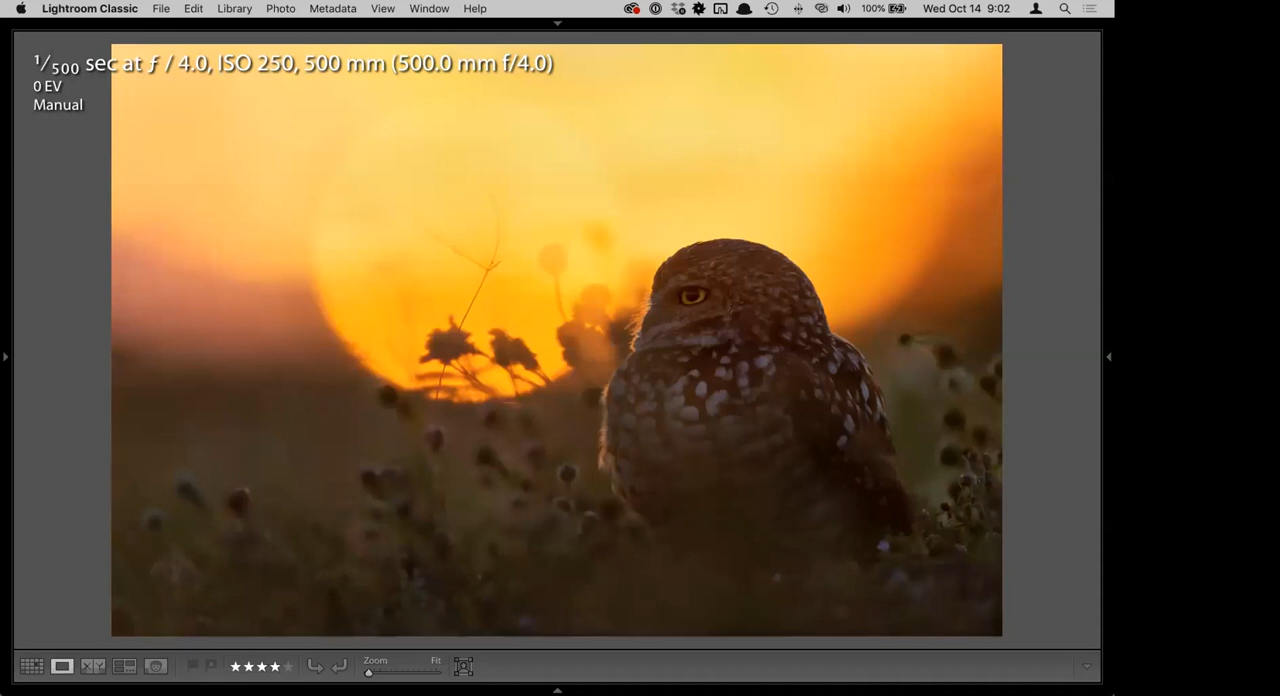 Lightroom Classic File Edit Library Photo Metadata View Window Help 100% Wed Oct 14 9:02
1/500 sec at ƒ / 4.0, ISO 250, 500 mm (500.0 mm f/4.0)
0 EV
Manual
Zoom Fit